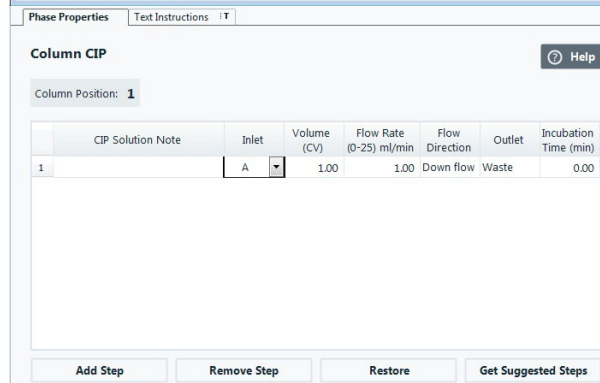 Phase Properties Text Instructions :T
Column CIP
? Help
Column Position: 1
CIP Solution Note Inlet Volume (CV) Flow Rate (0-25) ml/min Flow Direction Outlet Incubation Time (min)
1 A 1.00 1.00 Down flow Waste 0.00
Add Step Remove Step Restore Get Suggested Steps